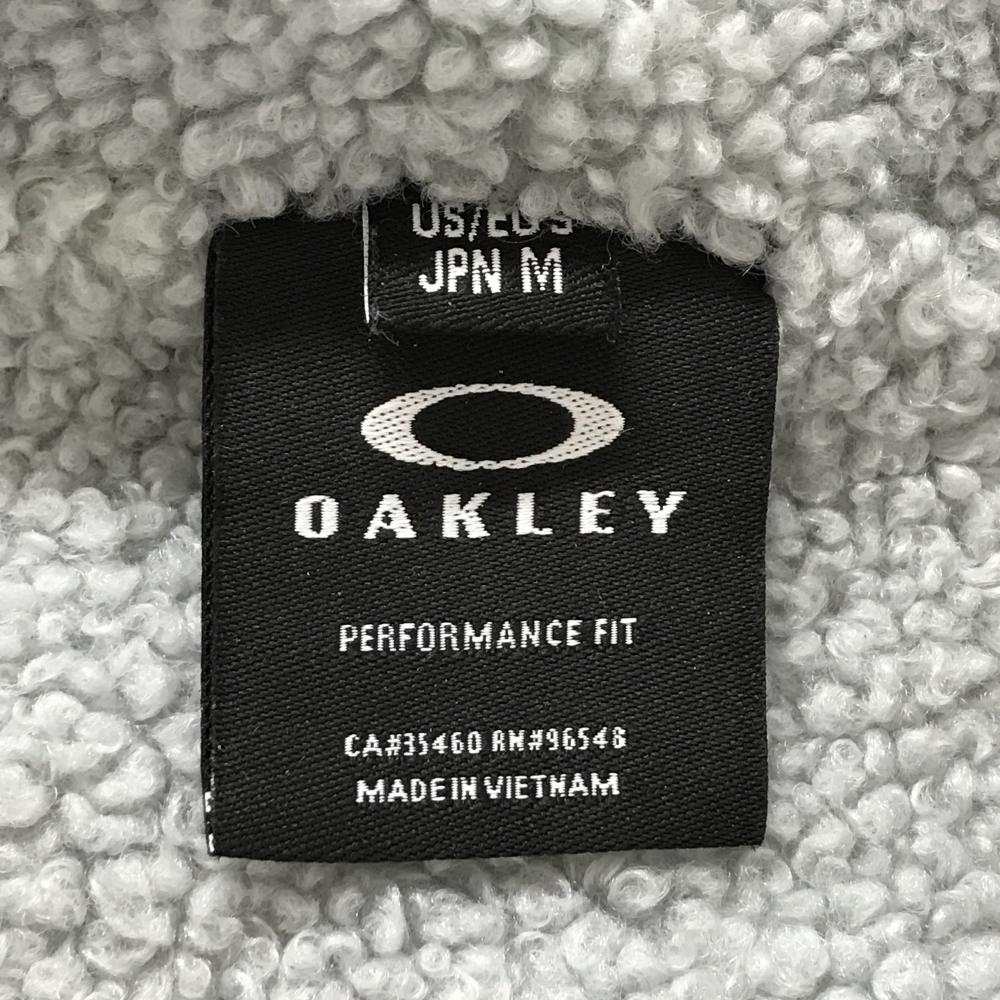 US/EU S
JPN M
OAKLEY
PERFORMANCE FIT
CA#35460 RN#96548
MADE IN VIETNAM